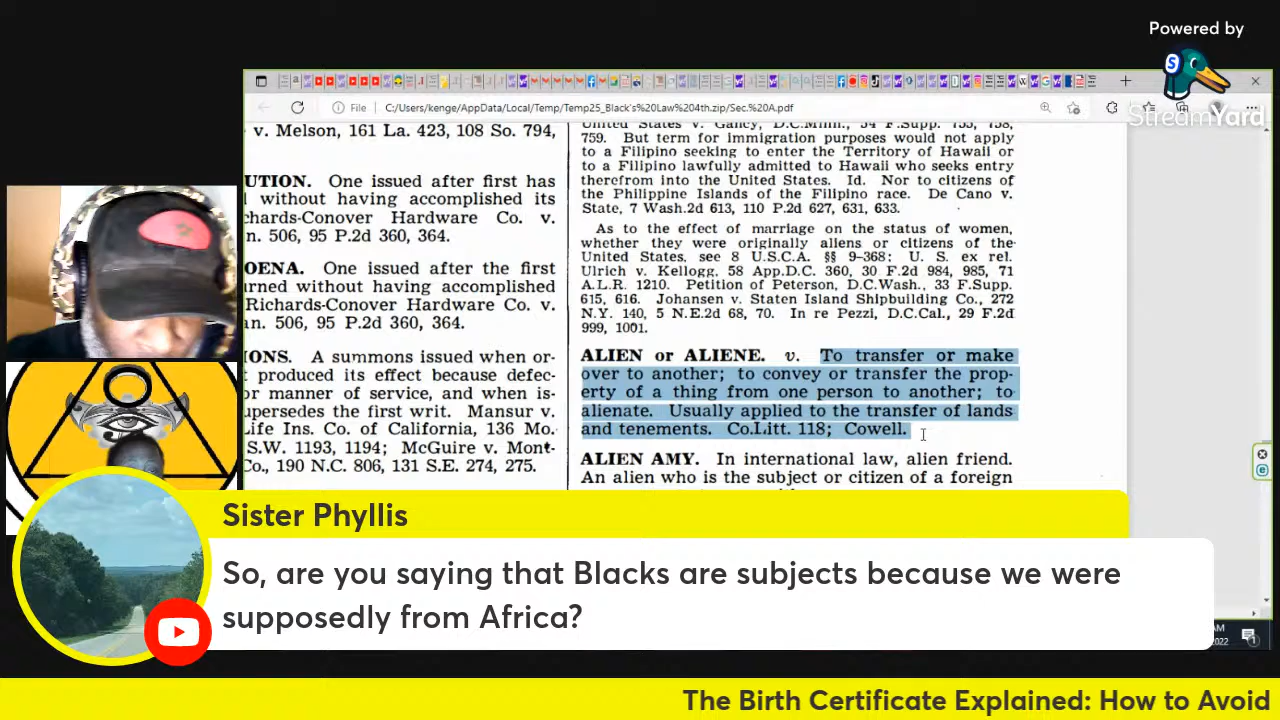 Powered by
StreamYard
File C:/Users/kenge/AppData/Local/Temp/Temp25_Black's%20Law%204th.zip/Sec.%20A.pdf
v. Melson, 161 La. 423, 108 So. 794,
UTION. One issued after first has
without having accomplished its
chards-Conover Hardware Co. v.
n. 506, 95 P.2d 360, 364.
OENA. One issued after the first
urned without having accomplished
Richards-Conover Hardware Co. v.
an. 506, 95 P.2d 360, 364.
IONS. A summons issued when or-
t produced its effect because defec-
or manner of service, and when is-
upersedes the first writ. Mansur v.
Life Ins. Co. of California, 136 Mo.
S.W. 1193, 1194; McGuire v. Mont-
Co., 190 N.C. 806, 131 S.E. 274, 275.
United States v. Gancy, D.C.Minn., 54 F.Supp. 755, 758,
759. But term for immigration purposes would not apply
to a Filipino seeking to enter the Territory of Hawaii or
to a Filipino lawfully admitted to Hawaii who seeks entry
therefrom into the United States. Id. Nor to citizens of
the Philippine Islands of the Filipino race. De Cano v.
State, 7 Wash.2d 613, 110 P.2d 627, 631, 633.
As to the effect of marriage on the status of women,
whether they were originally aliens or citizens of the
United States, see 8 U.S.C.A. §§ 9-368; U. S. ex rel.
Ulrich v. Kellogg, 58 App.D.C. 360, 30 F.2d 984, 985, 71
A.L.R. 1210. Petition of Peterson, D.C.Wash., 33 F.Supp.
615, 616. Johansen v. Staten Island Shipbuilding Co., 272
N.Y. 140, 5 N.E.2d 68, 70. In re Pezzi, D.C.Cal., 29 F.2d
999, 1001.
ALIEN or ALIENE. v. To transfer or make
over to another; to convey or transfer the prop-
erty of a thing from one person to another; to
alienate. Usually applied to the transfer of lands
and tenements. Co.Litt. 118; Cowell.
ALIEN AMY. In international law, alien friend.
An alien who is the subject or citizen of a foreign
Sister Phyllis
So, are you saying that Blacks are subjects because we were
supposedly from Africa?
AM
2022
The Birth Certificate Explained: How to Avoid